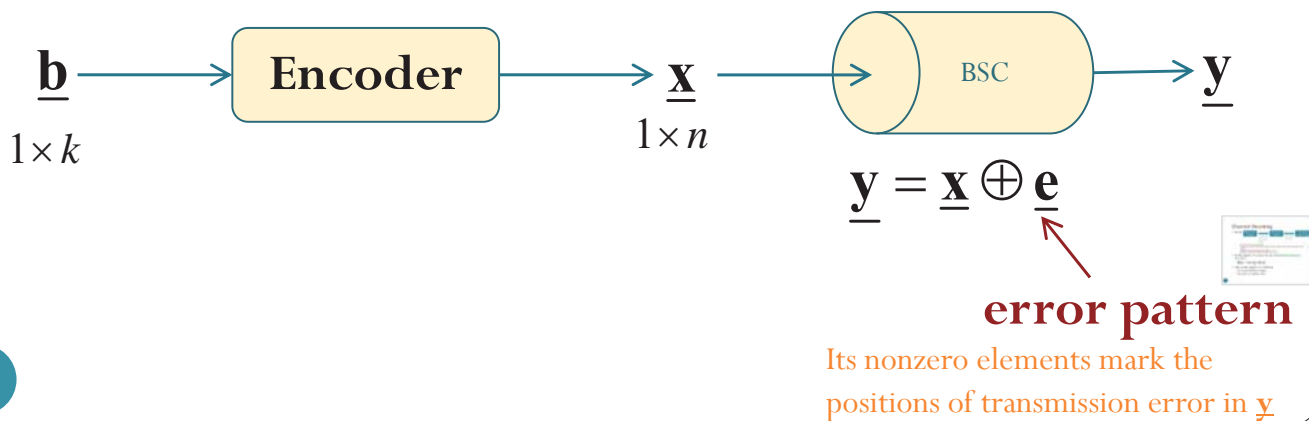 b
Encoder
x
BSC
y
1×k
1×n
y = x ⊕ e
error pattern
Its nonzero elements mark the
positions of transmission error in y